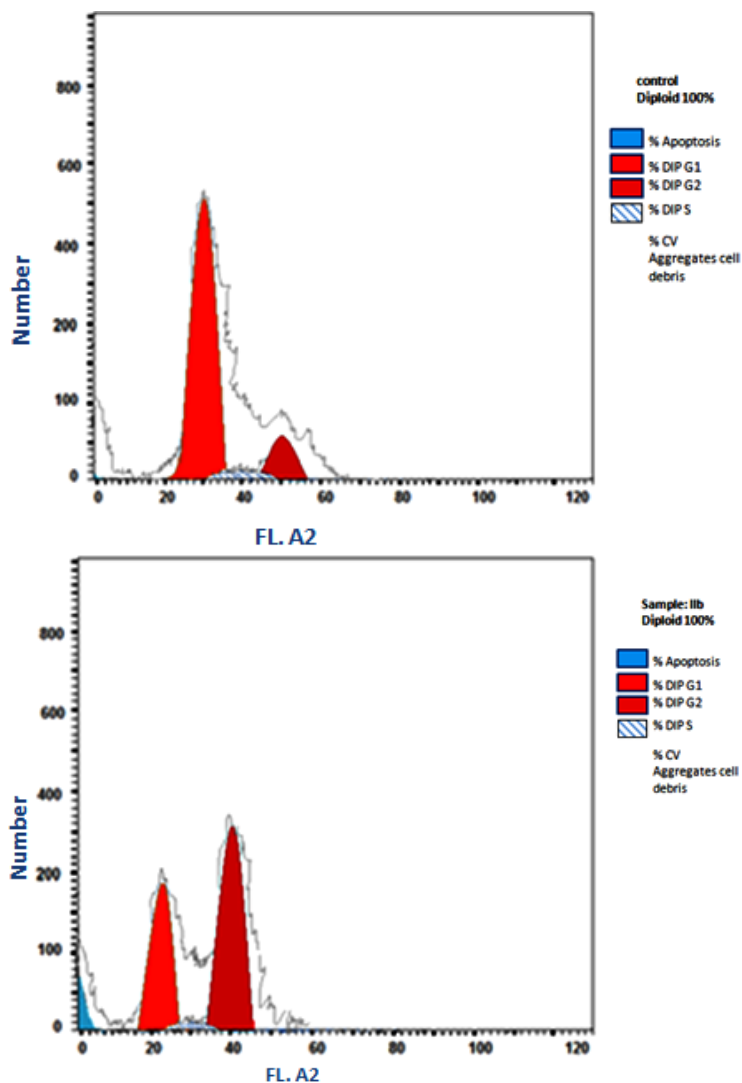 control
Diploid 100%
% Apoptosis
% DIP G1
% DIP G2
% DIP S
% CV
Aggregates cell
debris
Number
800
600
400
200
100
0
0 20 40 60 80 100 120
FL. A2
Sample: IIb
Diploid 100%
% Apoptosis
% DIP G1
% DIP G2
% DIP S
% CV
Aggregates cell
debris
Number
800
600
400
200
100
0
0 20 40 60 80 100 120
FL. A2